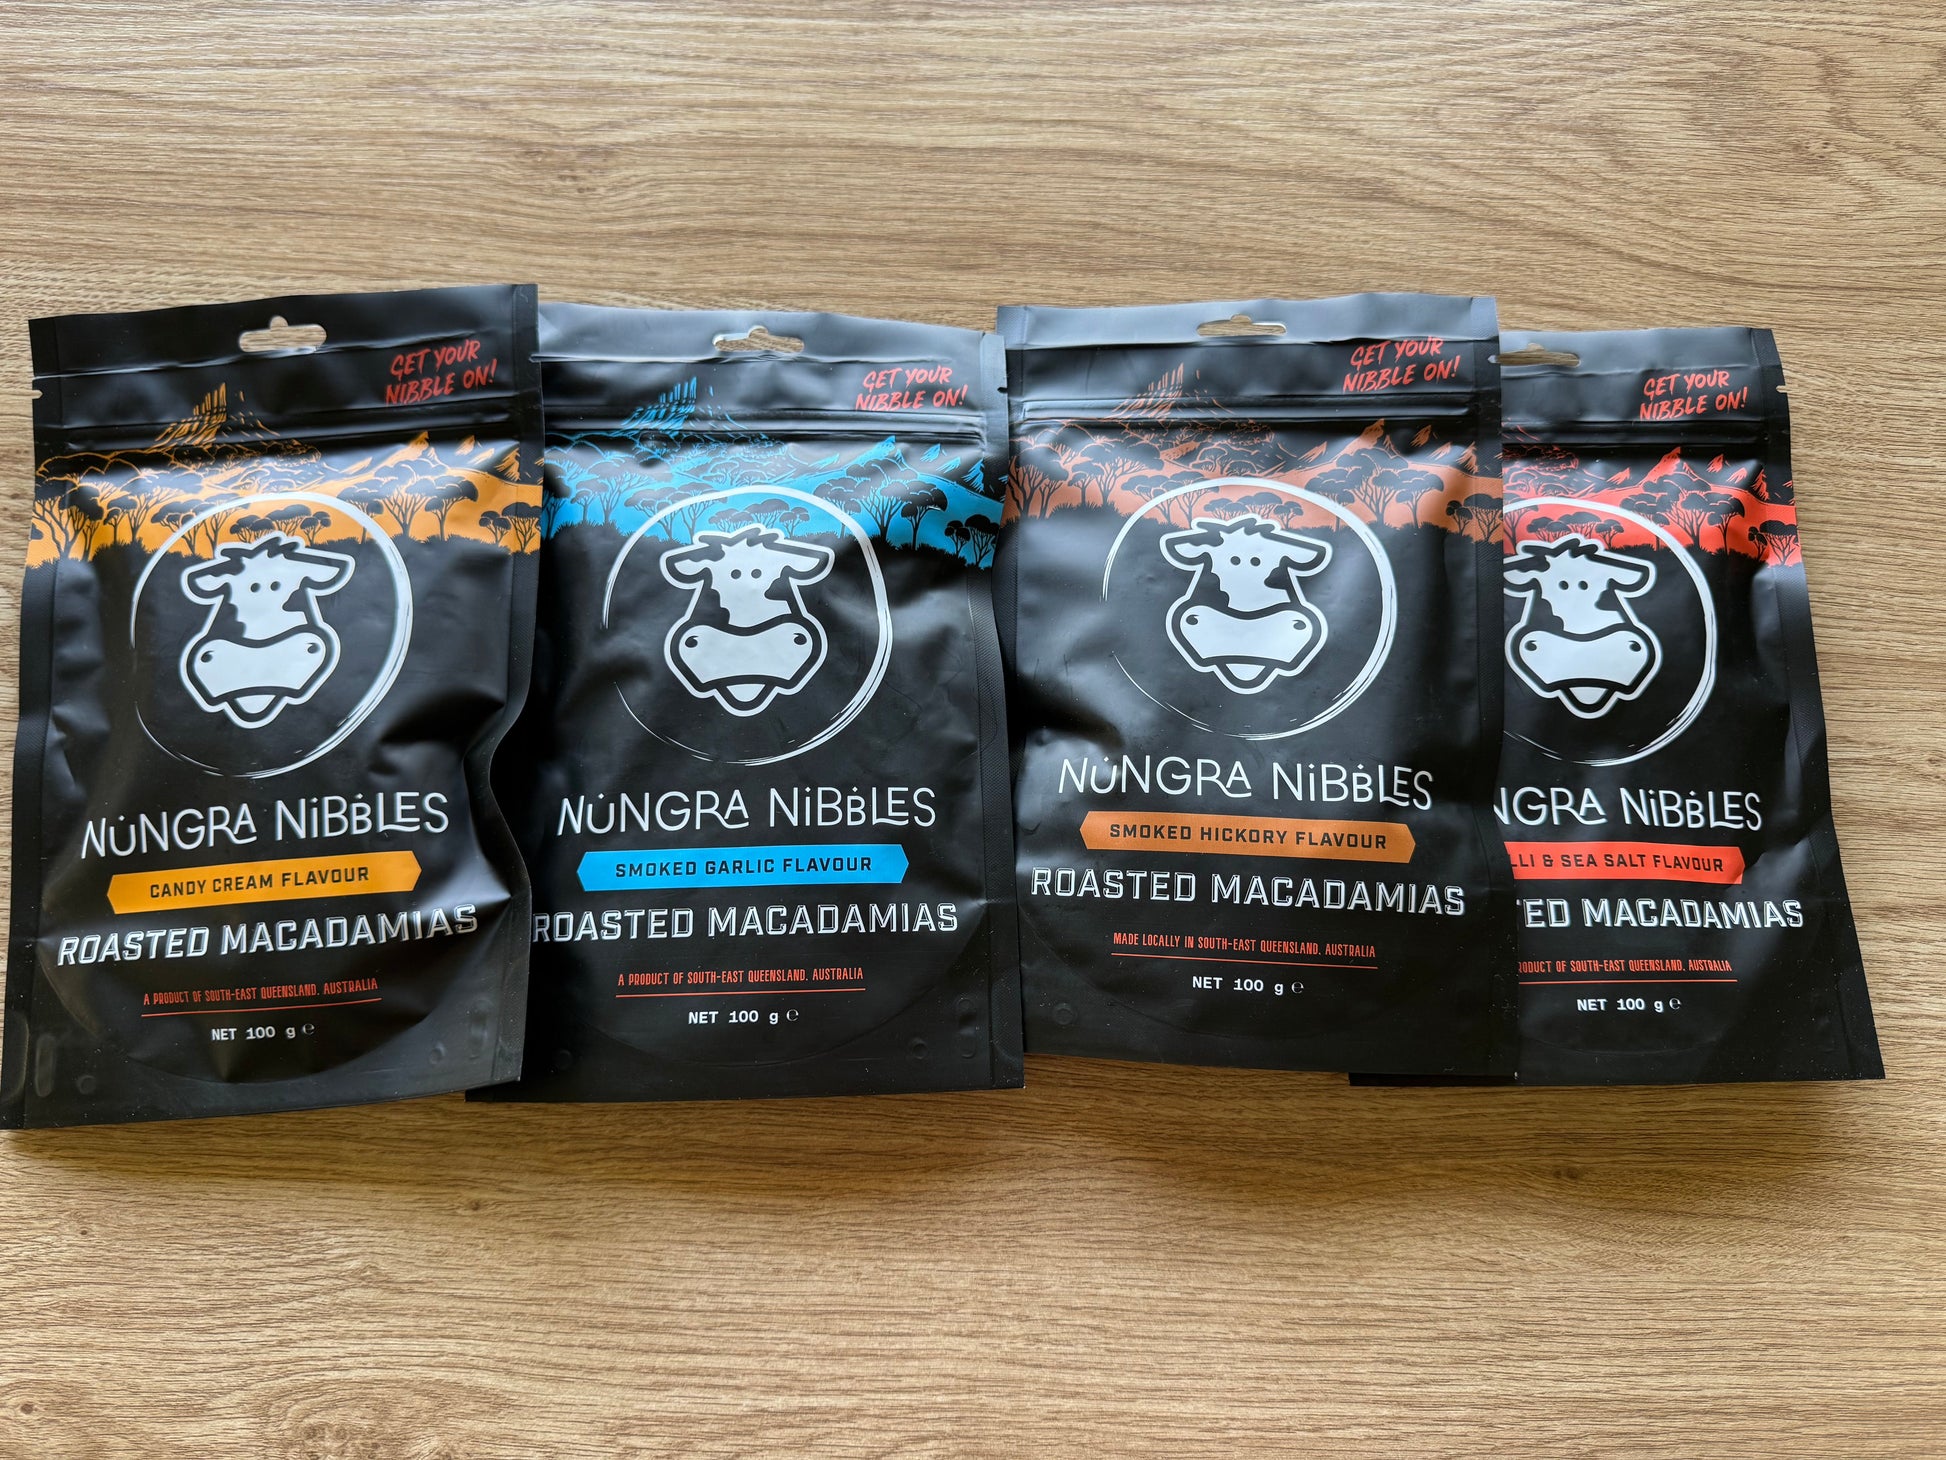 GET YOUR
NIBBLE ON!
NUNGRA NIBBLES
CANDY CREAM FLAVOUR
ROASTED MACADAMIAS
A PRODUCT OF SOUTH-EAST QUEENSLAND. AUSTRALIA
NET 100 g ℮
GET YOUR
NIBBLE ON!
NUNGRA NIBBLES
SMOKED GARLIC FLAVOUR
ROASTED MACADAMIAS
A PRODUCT OF SOUTH-EAST QUEENSLAND. AUSTRALIA
NET 100 g ℮
GET YOUR
NIBBLE ON!
NUNGRA NIBBLES
SMOKED HICKORY FLAVOUR
ROASTED MACADAMIAS
MADE LOCALLY IN SOUTH-EAST QUEENSLAND. AUSTRALIA
NET 100 g ℮
GET YOUR
NIBBLE ON!
NGRA NIBBLES
LLI & SEA SALT FLAVOUR
TED MACADAMIAS
RODUCT OF SOUTH-EAST QUEENSLAND. AUSTRALIA
NET 100 g ℮